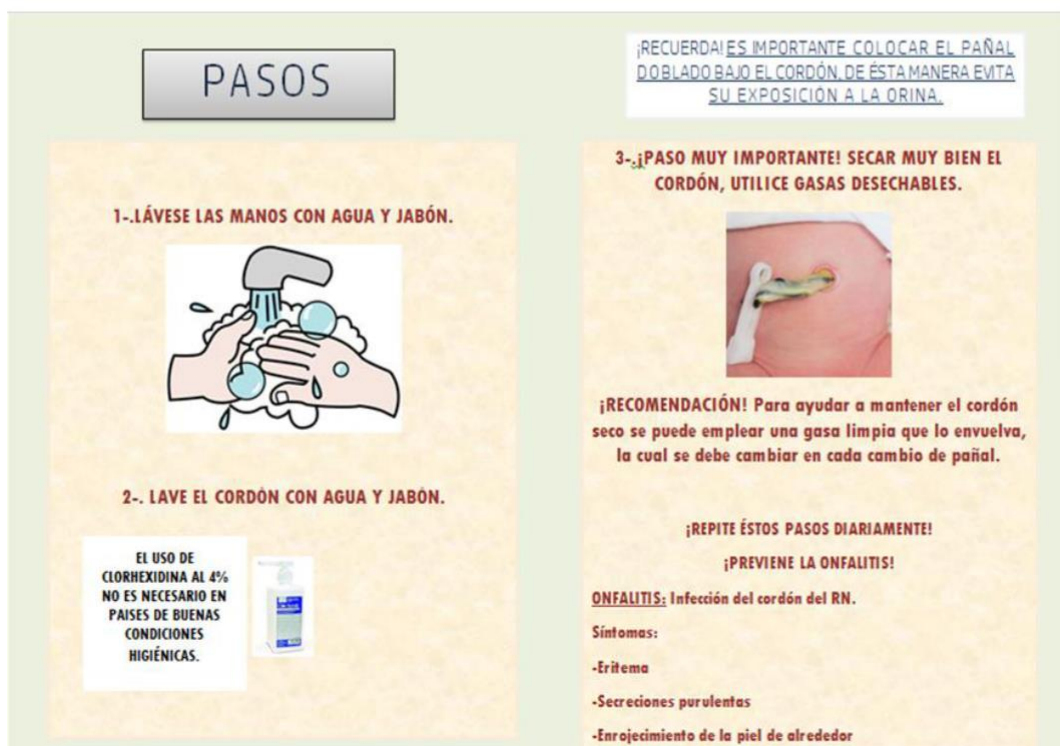 PASOS
1-.LÁVESE LAS MANOS CON AGUA Y JABÓN.
2-. LAVE EL CORDÓN CON AGUA Y JABÓN.
EL USO DE
CLORHEXIDINA AL 4%
NO ES NECESARIO EN
PAISES DE BUENAS
CONDICIONES
HIGIÉNICAS.
¡RECUERDA! ES IMPORTANTE COLOCAR EL PAÑAL
DOBLADO BAJO EL CORDÓN, DE ÉSTA MANERA EVITA
SU EXPOSICIÓN A LA ORINA.
3-.¡PASO MUY IMPORTANTE! SECAR MUY BIEN EL
CORDÓN, UTILICE GASAS DESECHABLES.
¡RECOMENDACIÓN! Para ayudar a mantener el cordón
seco se puede emplear una gasa limpia que lo envuelva,
la cual se debe cambiar en cada cambio de pañal.
¡REPITE ÉSTOS PASOS DIARIAMENTE!
¡PREVIENE LA ONFALITIS!
ONFALITIS: Infección del cordón del RN.
Síntomas:
-Eritema
-Secreciones purulentas
-Enrojecimiento de la piel de alrededor